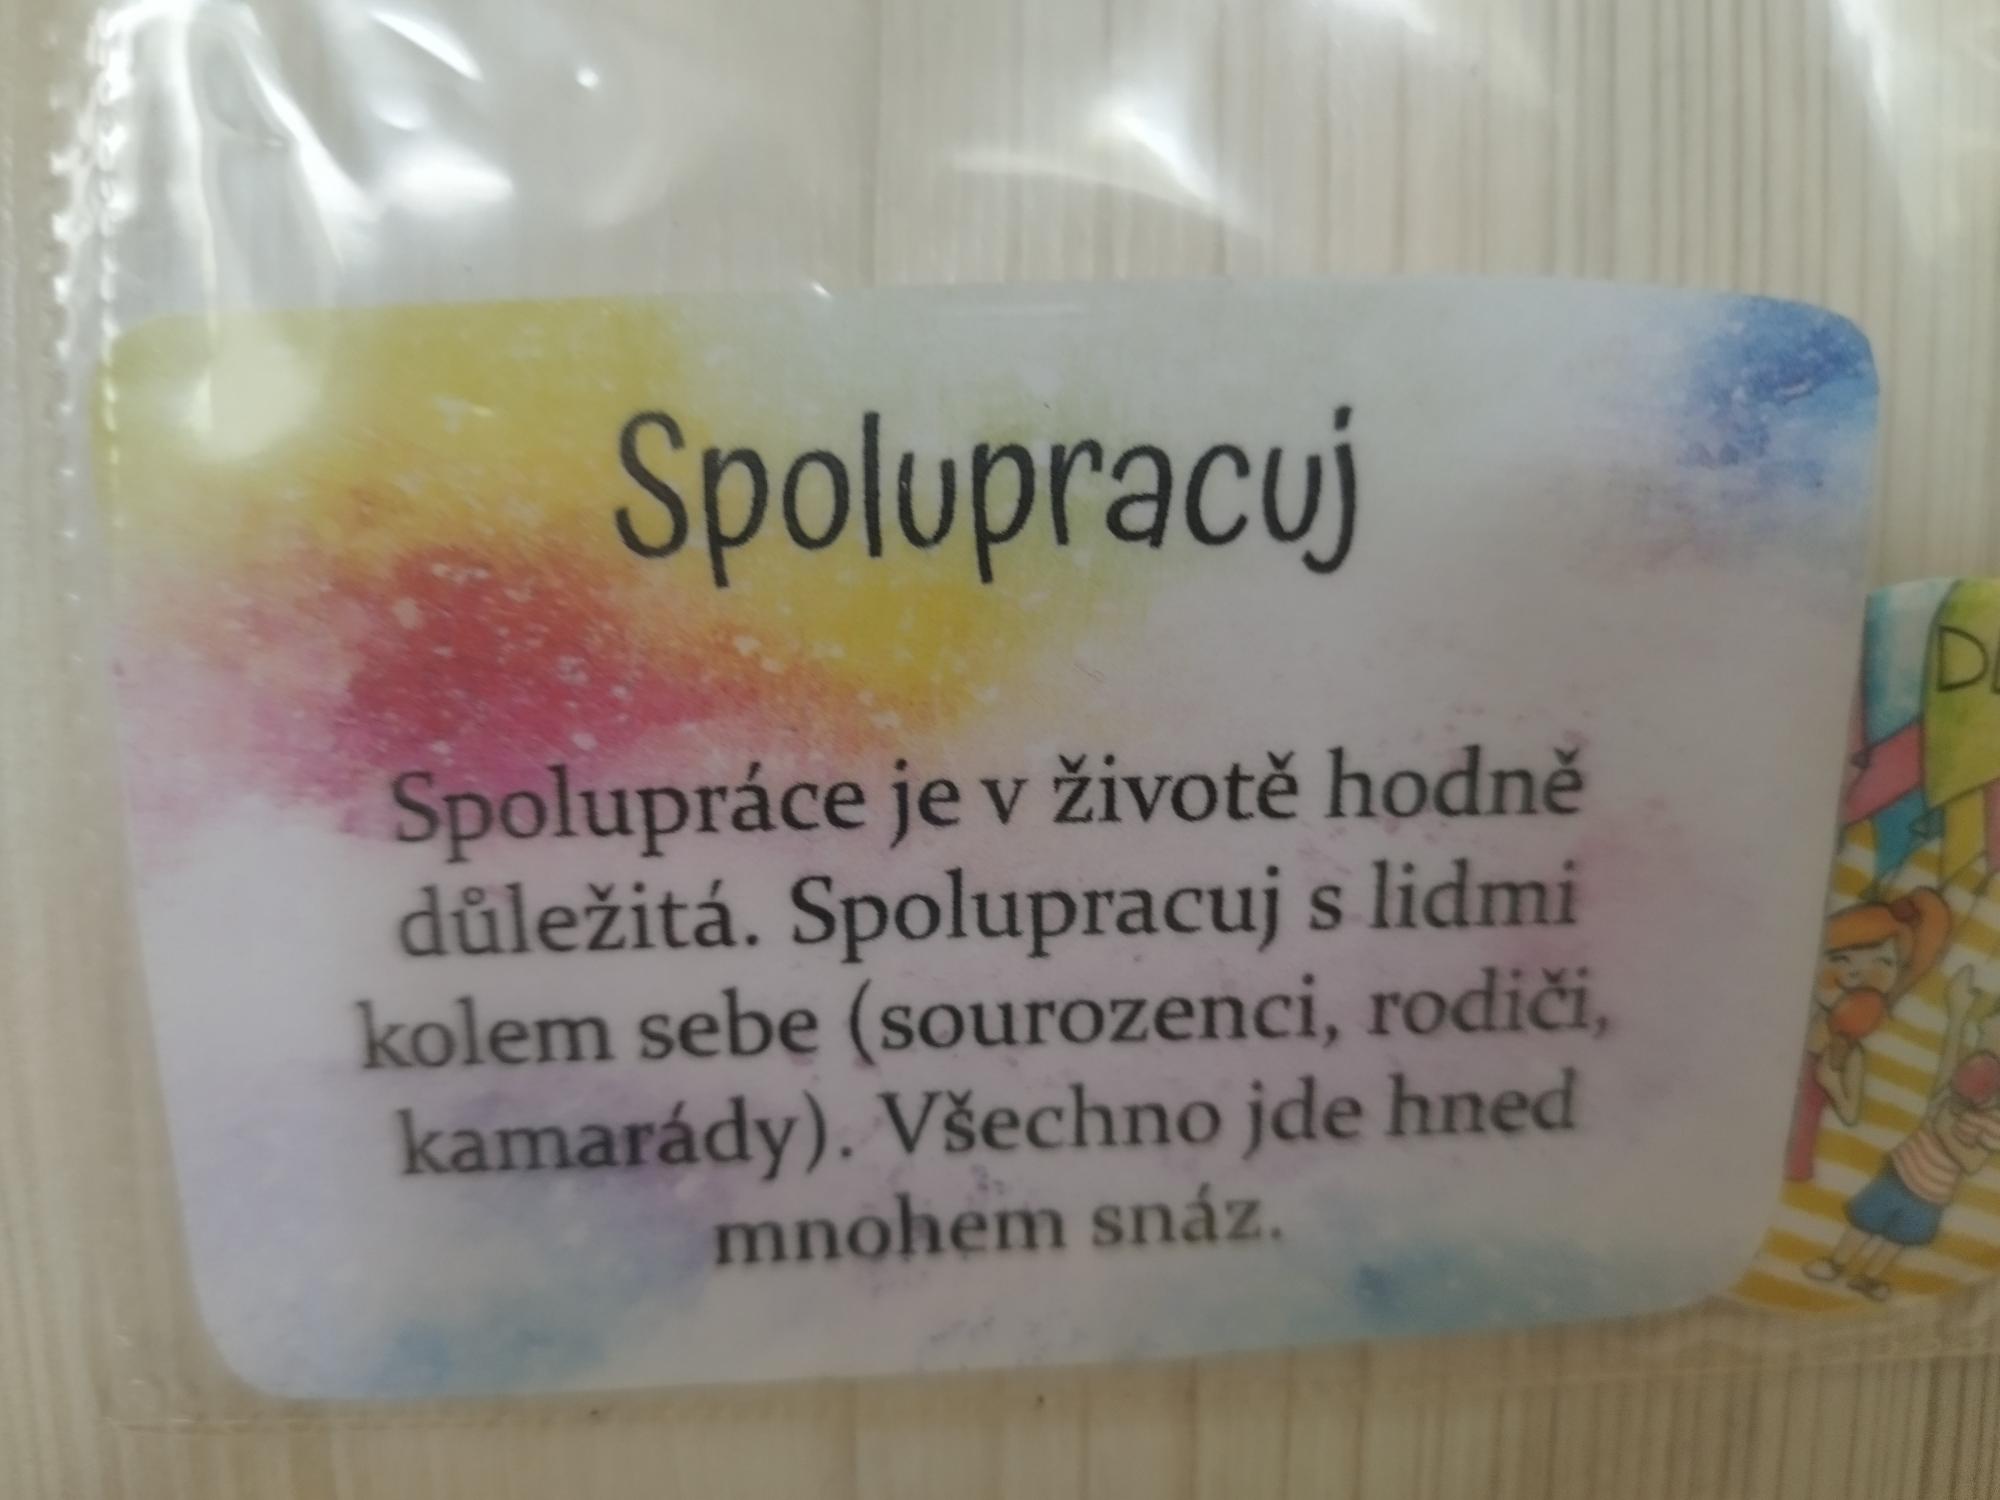 Spolupracuj
Spolupráce je v životě hodně
důležitá. Spolupracuj s lidmi
kolem sebe (sourozenci, rodiči,
kamarády). Všechno jde hned
mnohem snáz.